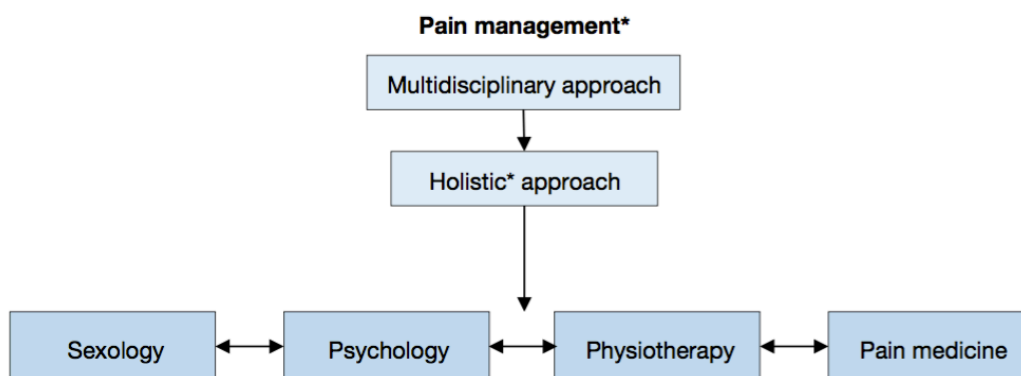 Pain management*
Multidisciplinary approach
Holistic* approach
Sexology
Psychology
Physiotherapy
Pain medicine